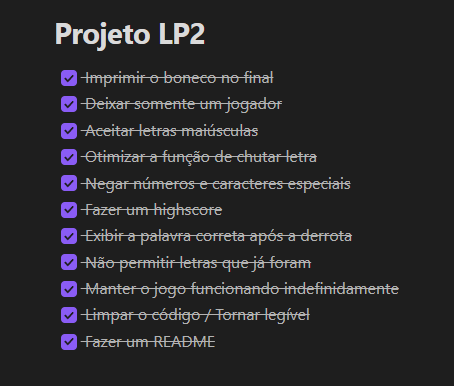 Projeto LP2
Imprimir o boneco no final
Deixar somente um jogador
Aceitar letras maiúsculas
Otimizar a função de chutar letra
Negar números e caracteres especiais
Fazer um highscore
Exibir a palavra correta após a derrota
Não permitir letras que já foram
Manter o jogo funcionando indefinidamente
Limpar o código / Tornar legível
Fazer um README